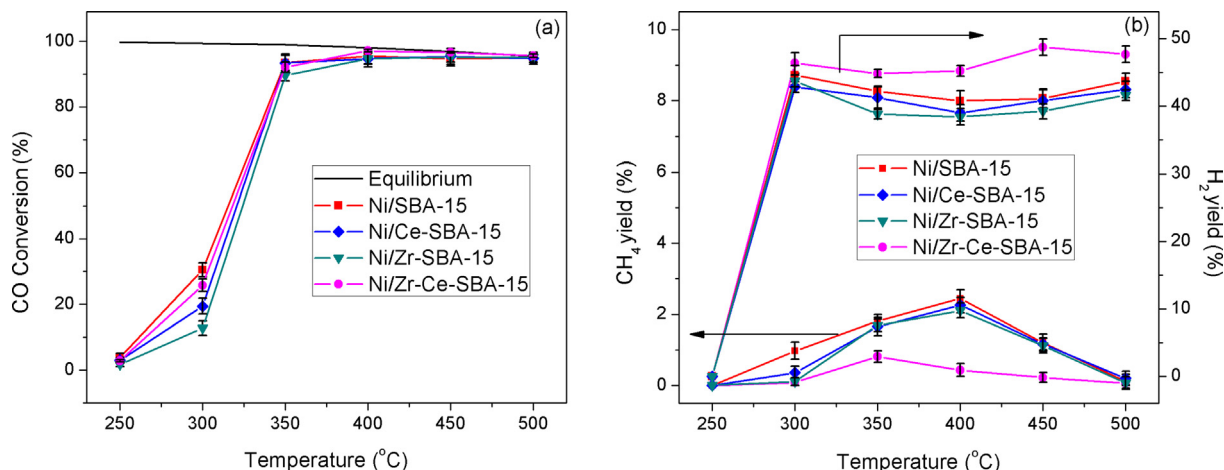 (a)
100
80
60
40
20
0
CO Conversion (%)
Equilibrium
Ni/SBA-15
Ni/Ce-SBA-15
Ni/Zr-SBA-15
Ni/Zr-Ce-SBA-15
250 300 350 400 450 500
Temperature (°C)
(b)
10
8
6
4
2
0
CH₄ yield (%)
Ni/SBA-15
Ni/Ce-SBA-15
Ni/Zr-SBA-15
Ni/Zr-Ce-SBA-15
50
40
30
20
10
0
H₂ yield (%)
250 300 350 400 450 500
Temperature (°C)